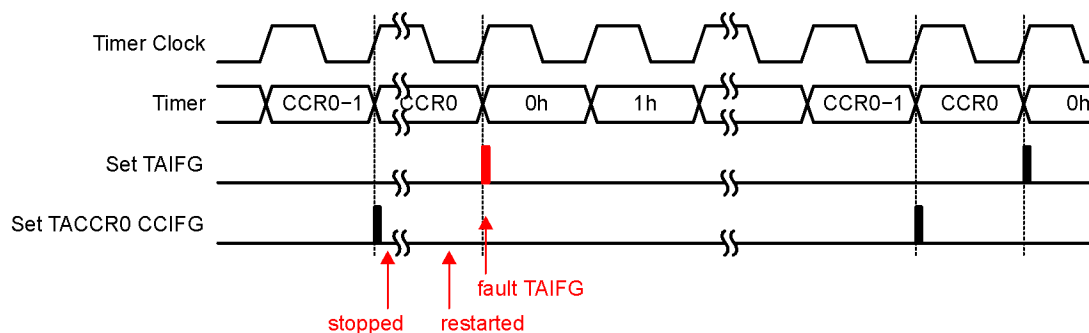 Timer Clock
Timer CCR0−1 CCR0 0h 1h CCR0−1 CCR0 0h
Set TAIFG
Set TACCR0 CCIFG
fault TAIFG
stopped restarted